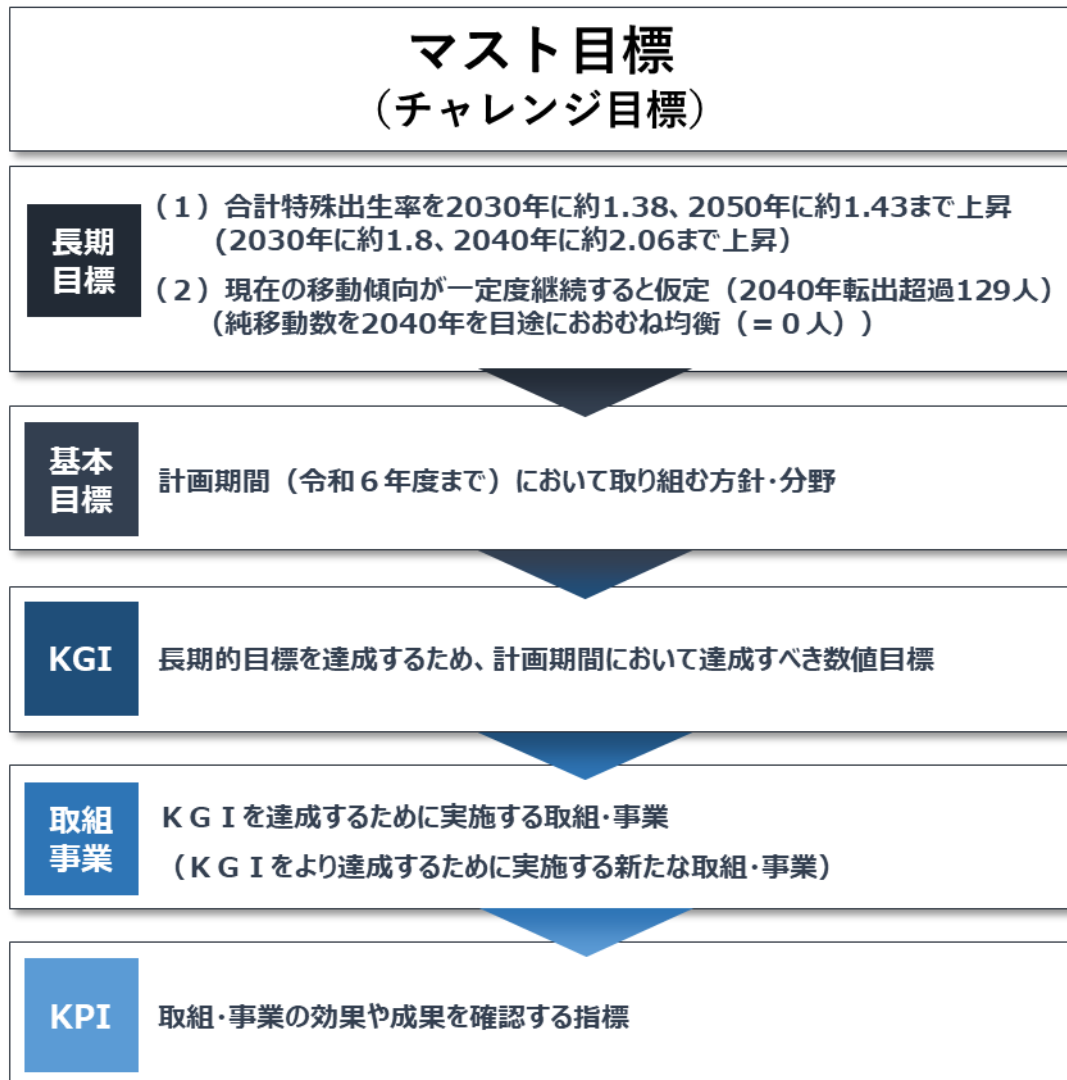 マスト目標
（チャレンジ目標）
長期
目標
（１）合計特殊出生率を2030年に約1.38、2050年に約1.43まで上昇
(2030年に約1.8、2040年に約2.06まで上昇）
（２）現在の移動傾向が一定度継続すると仮定（2040年転出超過129人）
（純移動数を2040年を目途におおむね均衡（＝０人））
基本
目標
計画期間（令和６年度まで）において取り組む方針・分野
KGI
長期的目標を達成するため、計画期間において達成すべき数値目標
取組
事業
ＫＧＩを達成するために実施する取組・事業
（ＫＧＩをより達成するために実施する新たな取組・事業）
KPI
取組・事業の効果や成果を確認する指標